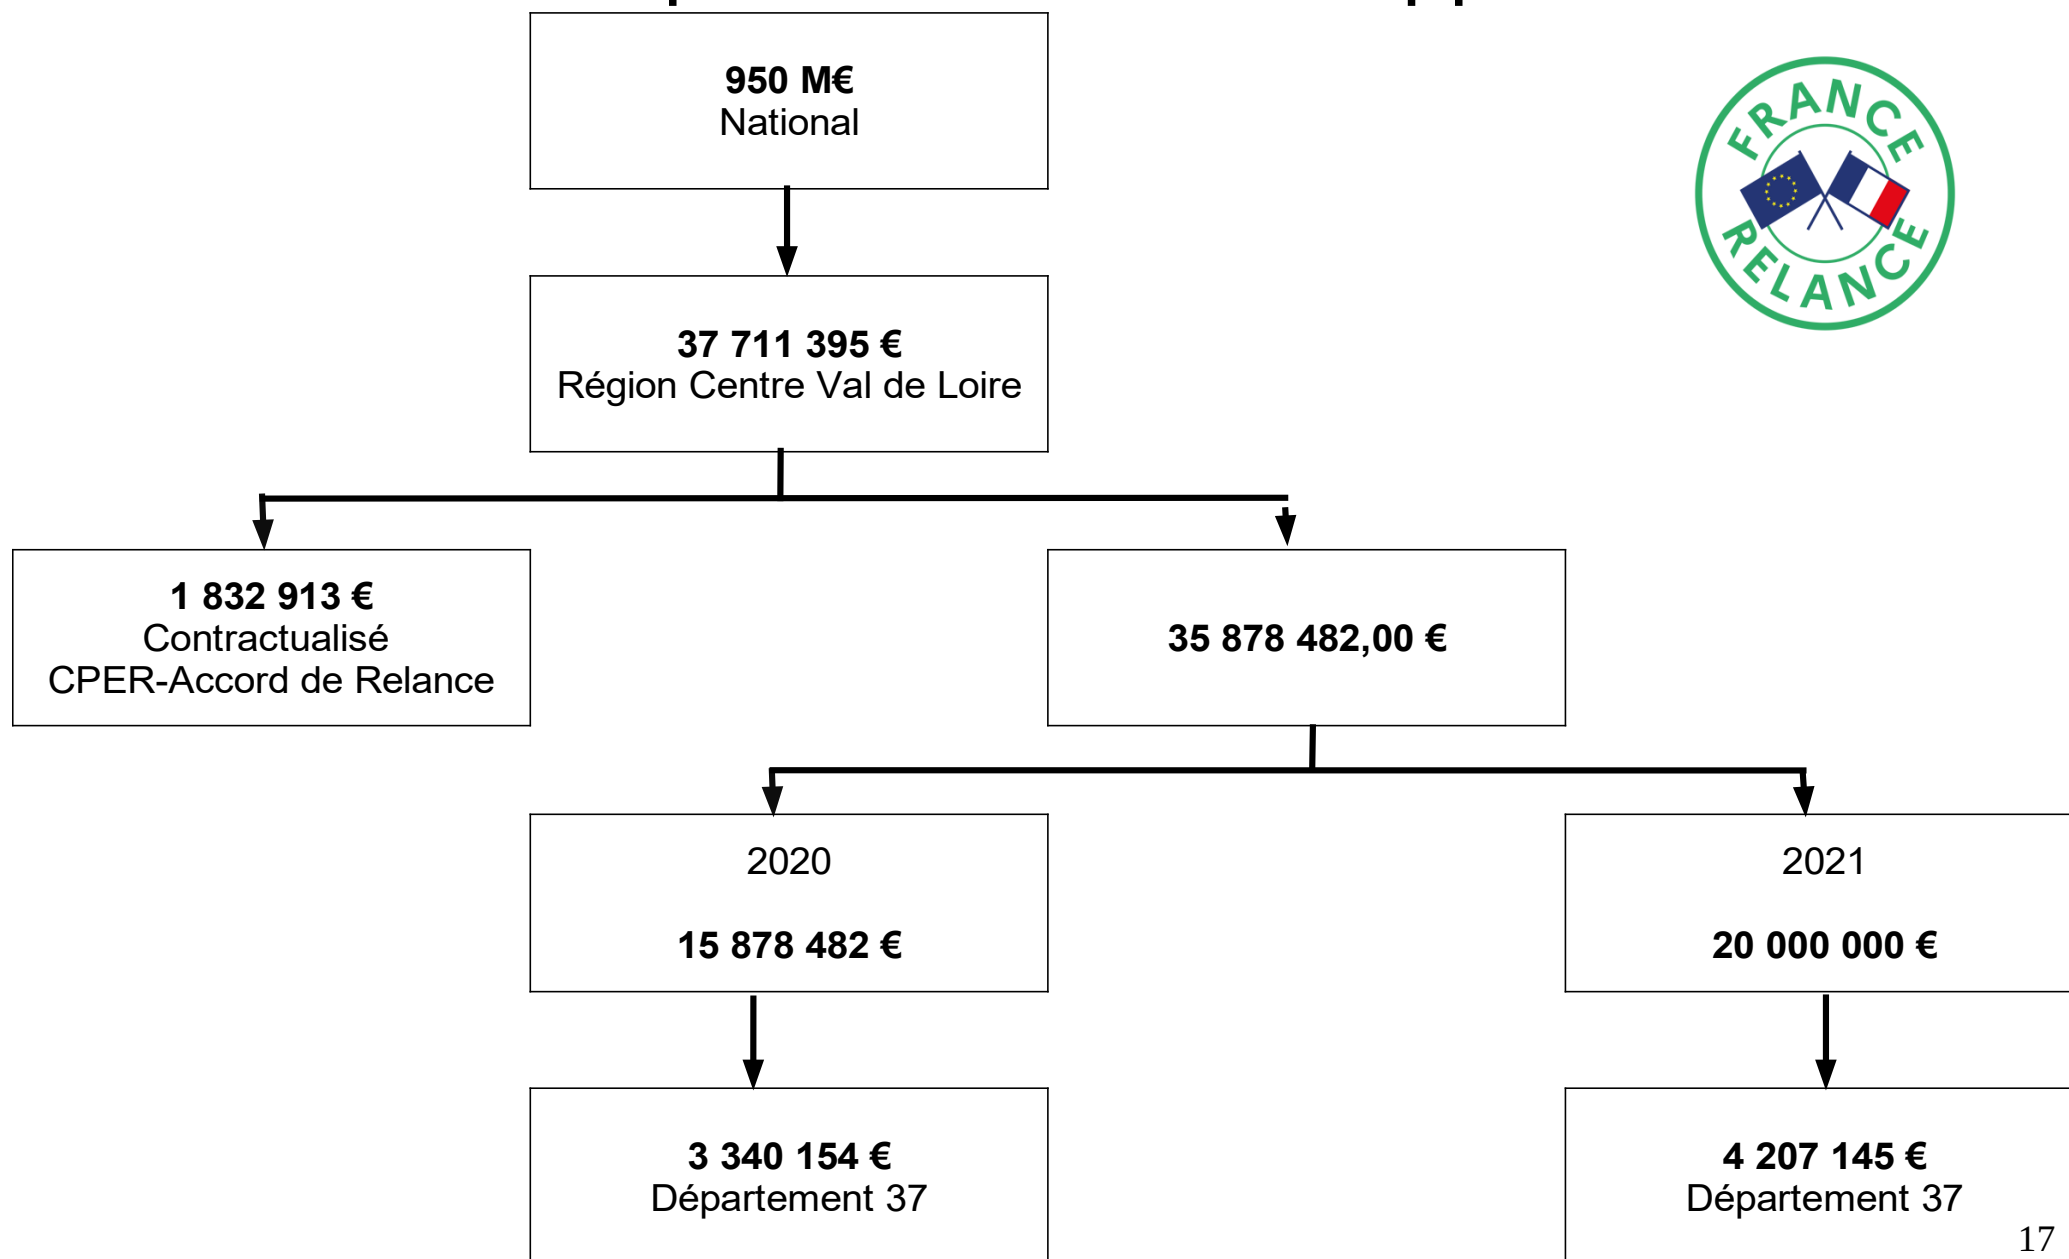 950 M€
National
FRANCE
RELANCE
37 711 395 €
Région Centre Val de Loire
1 832 913 €
Contractualisé
CPER-Accord de Relance
35 878 482,00 €
2020
15 878 482 €
2021
20 000 000 €
3 340 154 €
Département 37
4 207 145 €
Département 37
17